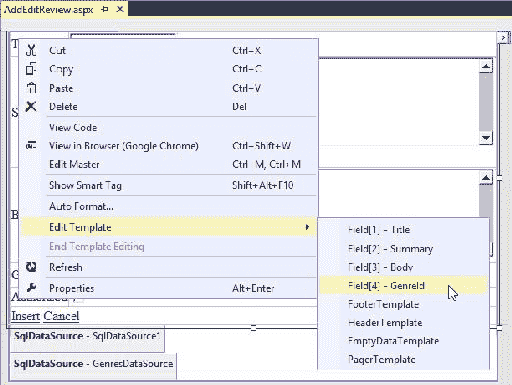 AddEditReview.aspx
T
Cut Ctrl+X
Copy Ctrl+C
Paste Ctrl+V
Delete Del
S
View Code
View in Browser (Google Chrome) Ctrl+Shift+W
Edit Master Ctrl+M, Ctrl+M
Show Smart Tag Shift+Alt+F10
Auto Format...
B
Edit Template
End Template Editing
Refresh
Properties Alt+Enter
Field[1] - Title
Field[2] - Summary
Field[3] - Body
Field[4] - GenreId
FooterTemplate
HeaderTemplate
EmptyDataTemplate
PagerTemplate
G
Insert Cancel
SqlDataSource - SqlDataSource1
SqlDataSource - GenresDataSource